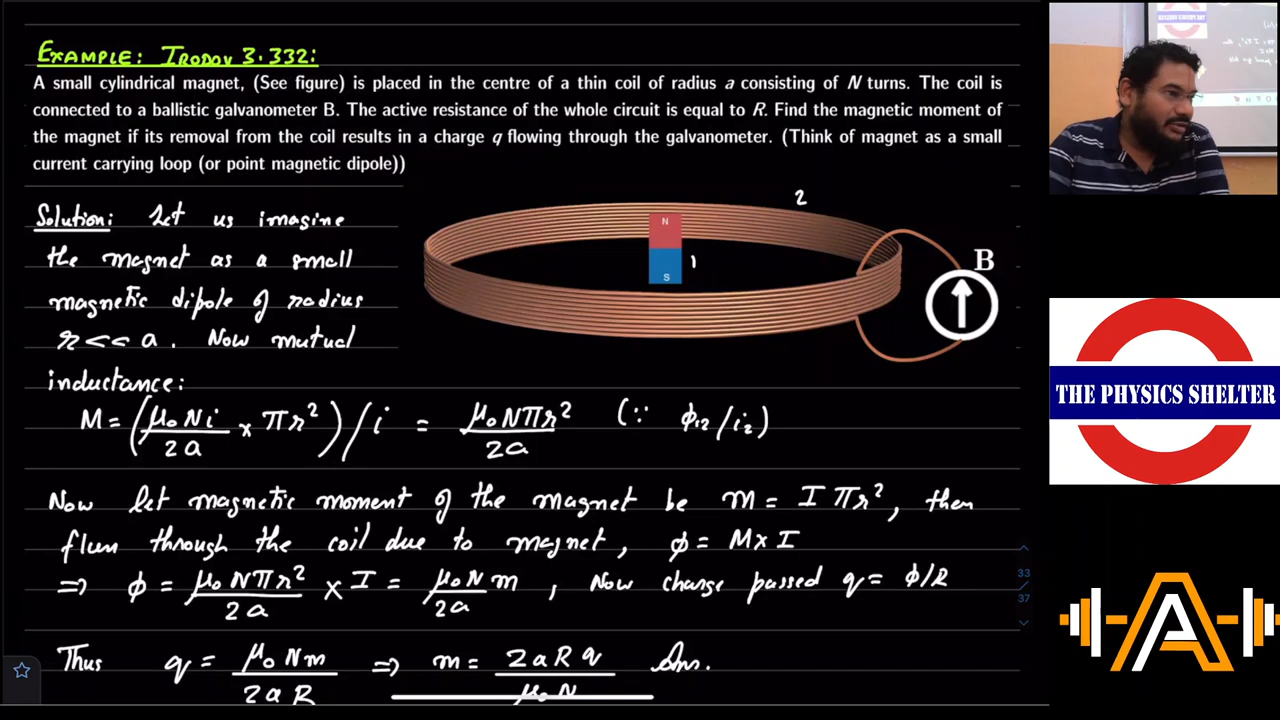 EXAMPLE: IRODOV 3.332:
A small cylindrical magnet, (See figure) is placed in the centre of a thin coil of radius a consisting of N turns. The coil is
connected to a ballistic galvanometer B. The active resistance of the whole circuit is equal to R. Find the magnetic moment of
the magnet if its removal from the coil results in a charge q flowing through the galvanometer. (Think of magnet as a small
current carrying loop (or point magnetic dipole))
Solution: Let us imagine
the magnet as a small
magnetic dipole of radius
r << a. Now mutual
inductance:
2
N
1
S
B
M = (μ₀Ni/2a × πr²)/i = μ₀Nπr²/2a (∵ ϕ₁₂/i₂)
Now let magnetic moment of the magnet be m = Iπr², then
flux through the coil due to magnet, ϕ = M × I
⇒ ϕ = μ₀Nπr²/2a × I = μ₀N/2a m, Now charge passed q = ϕ/R
Thus q = μ₀Nm/2aR ⇒ m = 2aRq/μ₀N Ans.
33
37
THE PHYSICS SHELTER
A